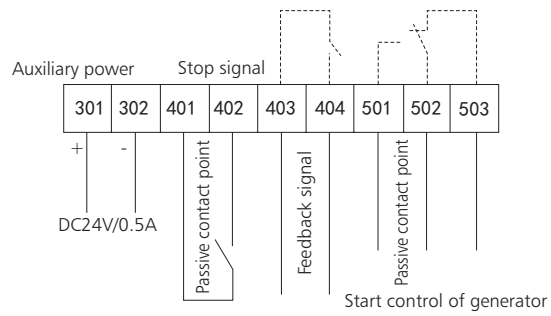 Auxiliary power Stop signal
301 302 401 402 403 404 501 502 503
+ -
DC24V/0.5A
Passive contact point
Feedback signal
Passive contact point
Start control of generator